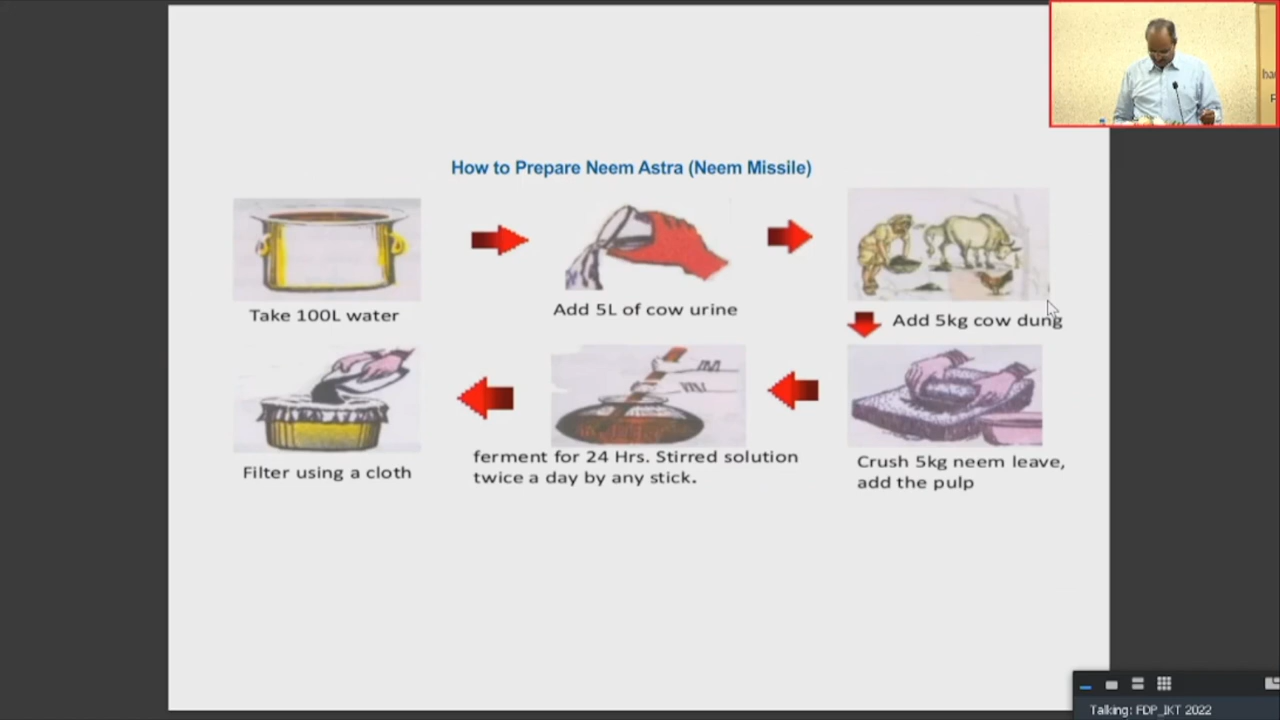 How to Prepare Neem Astra (Neem Missile)
Take 100L water
Add 5L of cow urine
Add 5kg cow dung
Crush 5kg neem leave,
add the pulp
ferment for 24 Hrs. Stirred solution
twice a day by any stick.
Filter using a cloth
Talking: FDP_IKT 2022